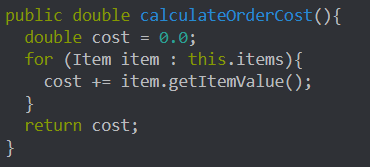 public double calculateOrderCost(){
  double cost = 0.0;
  for (Item item : this.items){
    cost += item.getItemValue();
  }
  return cost;
}